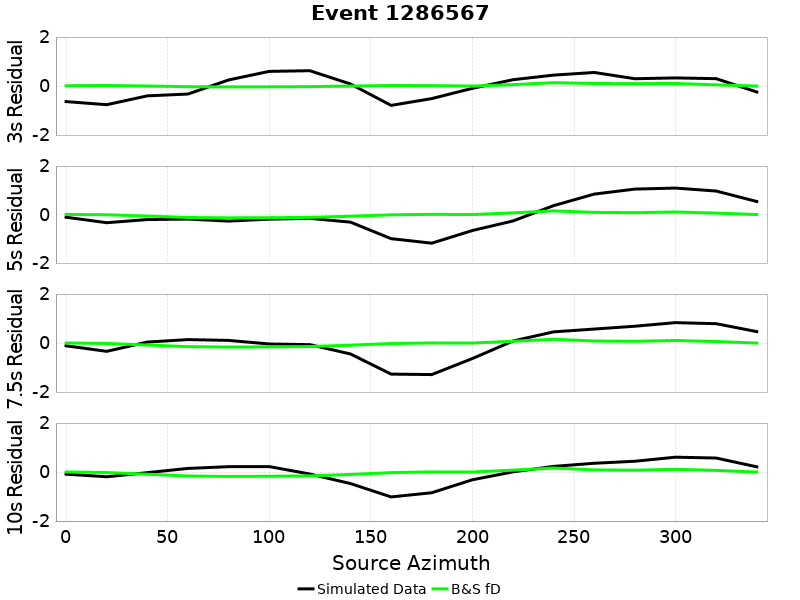 Event 1286567
3s Residual
2
0
-2
5s Residual
2
0
-2
7.5s Residual
2
0
-2
10s Residual
2
0
-2
0 50 100 150 200 250 300
Source Azimuth
Simulated Data B&S fD